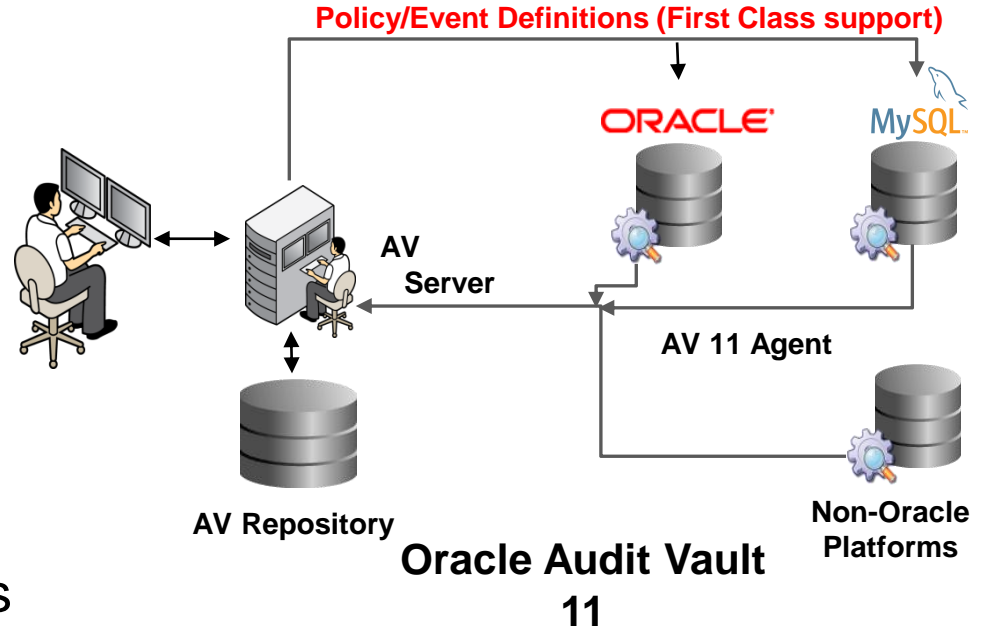 Policy/Event Definitions (First Class support)
ORACLE'
MySQL™
AV
Server
AV 11 Agent
AV Repository
Non-Oracle
Platforms
Oracle Audit Vault
11
s